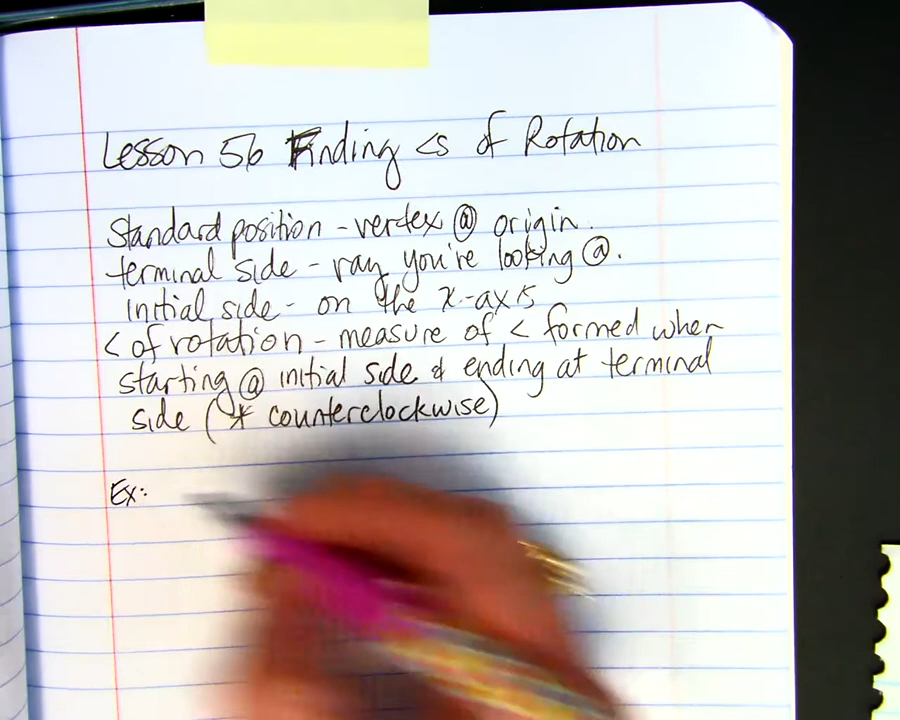 Lesson 56 Finding <s of Rotation
Standard position - vertex @ origin.
terminal side - ray you're looking @.
initial side - on the x-axis
< of rotation - measure of < formed when
starting @ initial side & ending at terminal
side (* counterclockwise)
Ex: